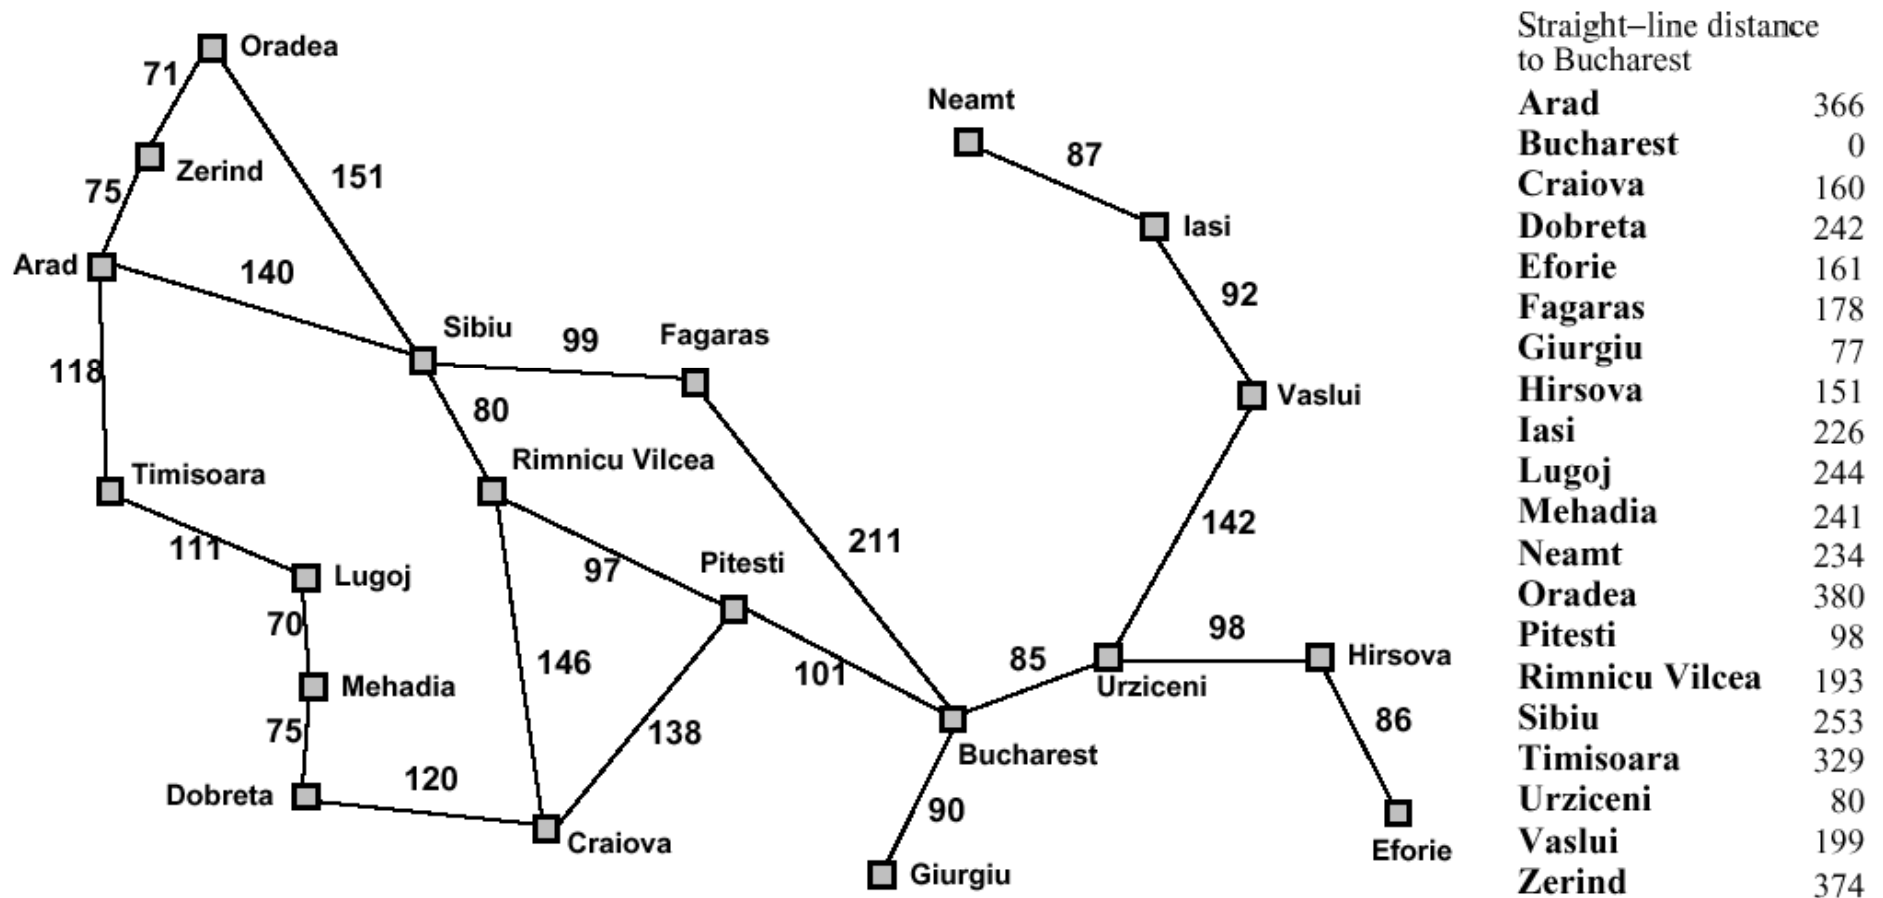 Oradea
71
Zerind
151
75
Arad
140
118
Sibiu
99
Fagaras
80
Timisoara
Rimnicu Vilcea
111
Lugoj
97
Pitesti
211
70
Mehadia
146
101
75
138
Dobreta
120
Craiova
Bucharest
90
Giurgiu
Neamt
87
Iasi
92
Vaslui
142
85
Urziceni
98
Hirsova
86
Eforie
Straight–line distance
to Bucharest
Arad 366
Bucharest 0
Craiova 160
Dobreta 242
Eforie 161
Fagaras 178
Giurgiu 77
Hirsova 151
Iasi 226
Lugoj 244
Mehadia 241
Neamt 234
Oradea 380
Pitesti 98
Rimnicu Vilcea 193
Sibiu 253
Timisoara 329
Urziceni 80
Vaslui 199
Zerind 374